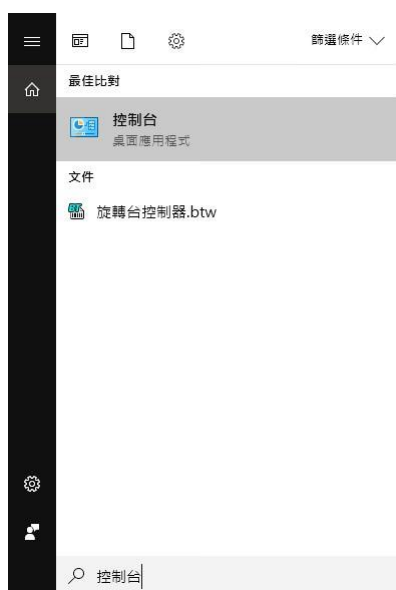 篩選條件
最佳比對
控制台
桌面應用程式
文件
旋轉台控制器.btw
控制台